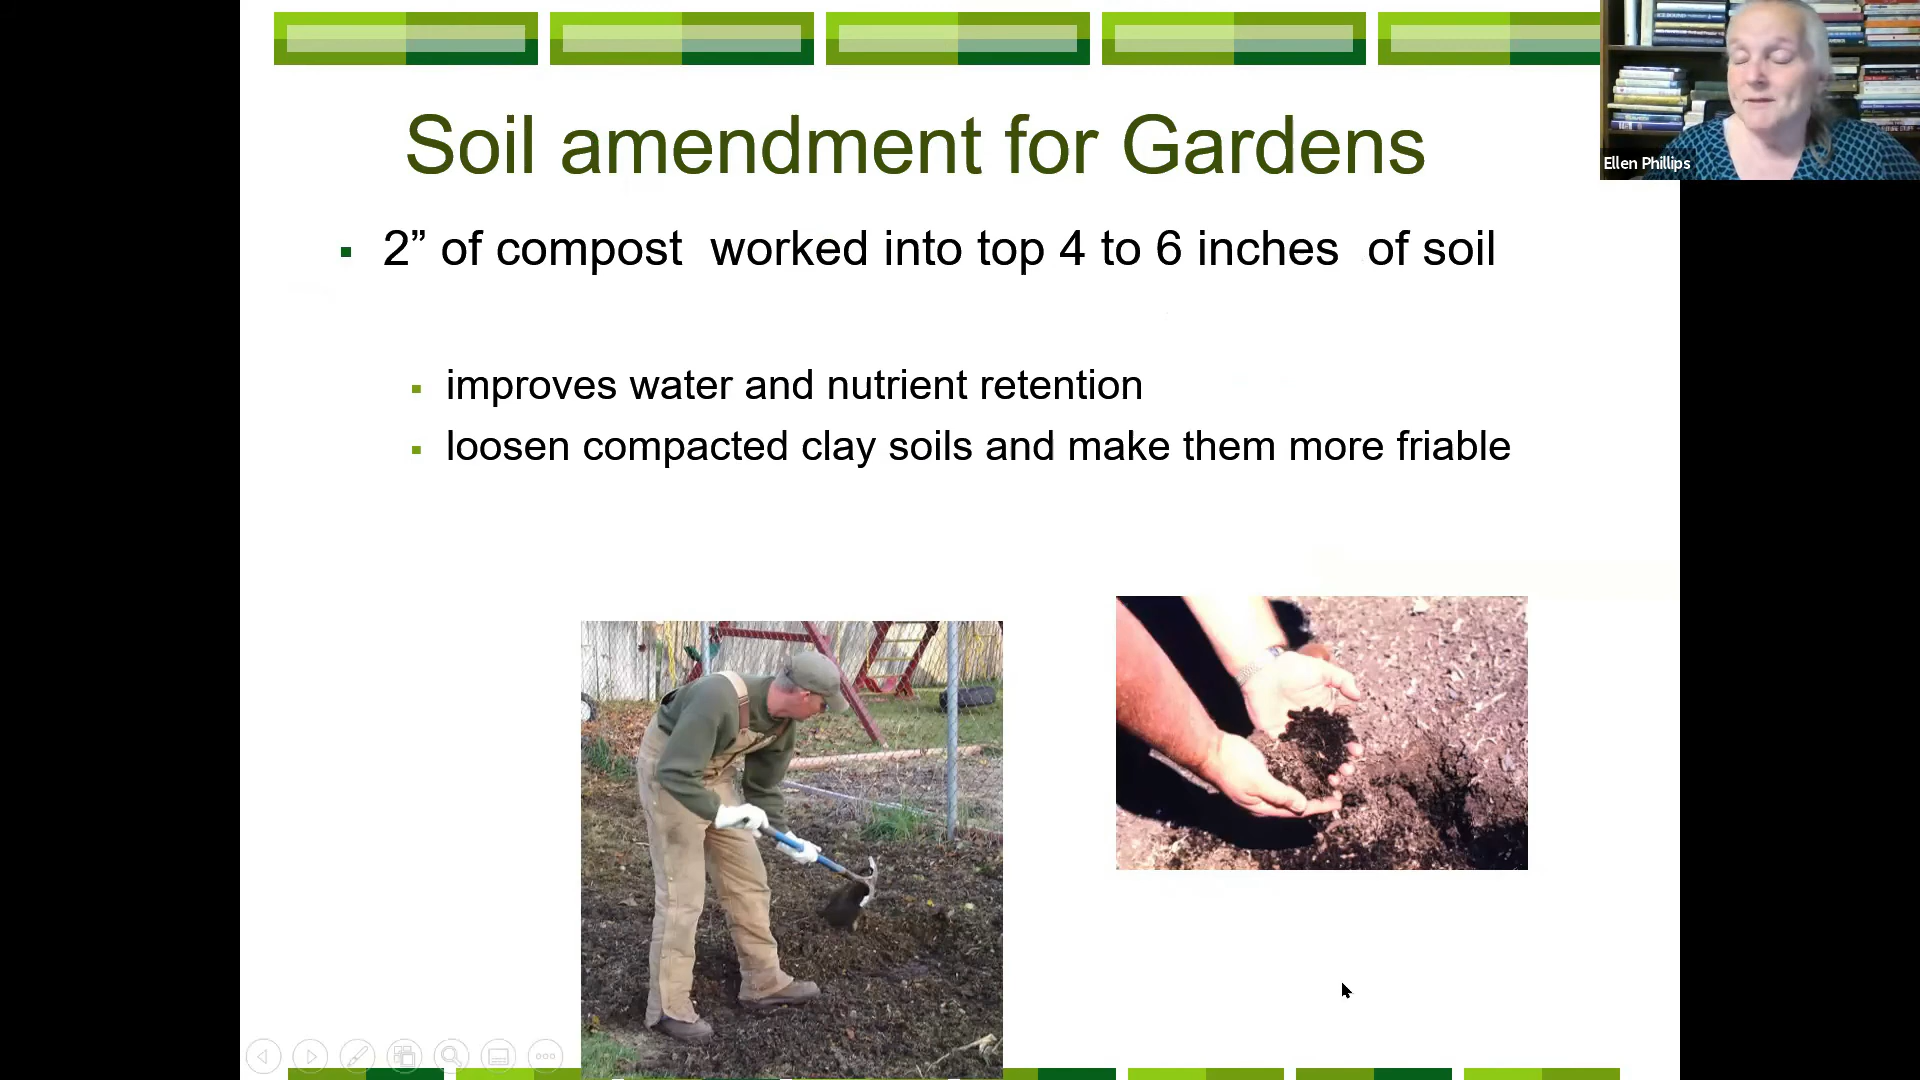 Soil amendment for Gardens
2” of compost  worked into top 4 to 6 inches  of soil
improves water and nutrient retention
loosen compacted clay soils and make them more friable
Ellen Phillips